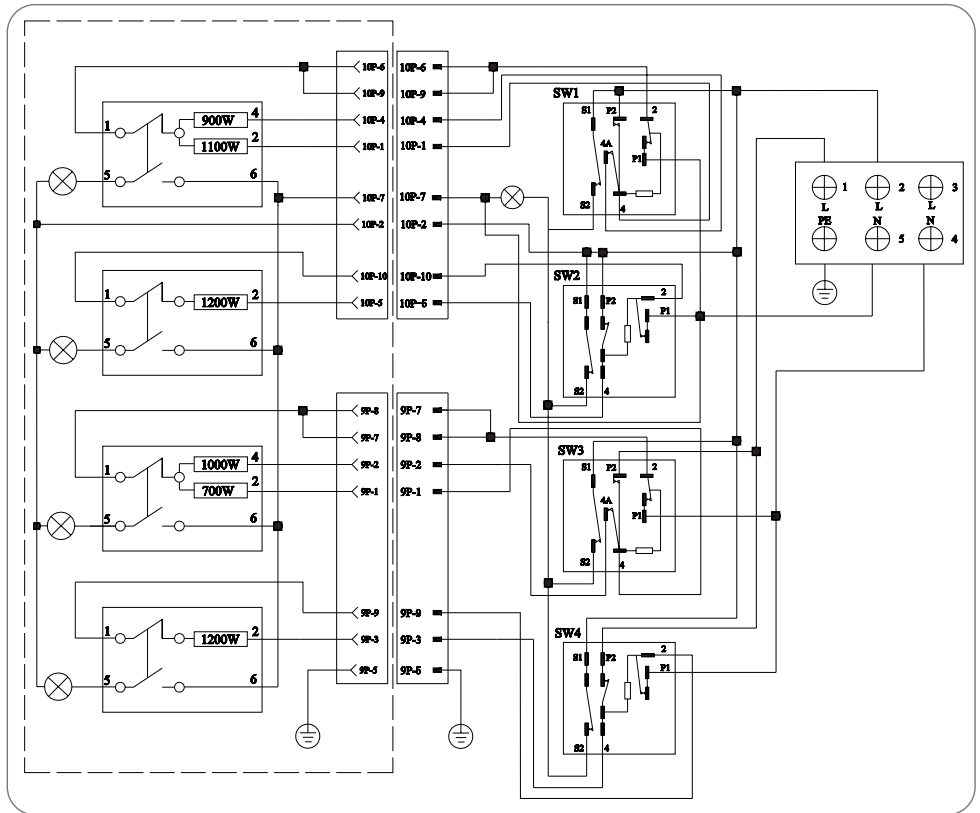 10P-6 10P-6
10P-9 10P-9
SW1
S1 P2 2
900W 4
10P-4 10P-4
1
1100W 2
10P-1 10P-1
4A
P1
5 6
S2 4
10P-7 10P-7
10P-2 10P-2
1 2 3
L L L
PE N N
5 4
10P-10 10P-10
SW2
S1 P2 2
P1
1 1200W 2
10P-5 10P-5
5 6
S2 4
9P-8 9P-7
9P-7 9P-8
SW3
S1 P2 2
1000W 4
9P-2 9P-2
1
700W 2
9P-1 9P-1
4A
P1
5 6
S2 4
9P-9 9P-9
1 1200W 2
9P-3 9P-3
SW4
S1 P2 2
P1
9P-5
5 6
S2 4